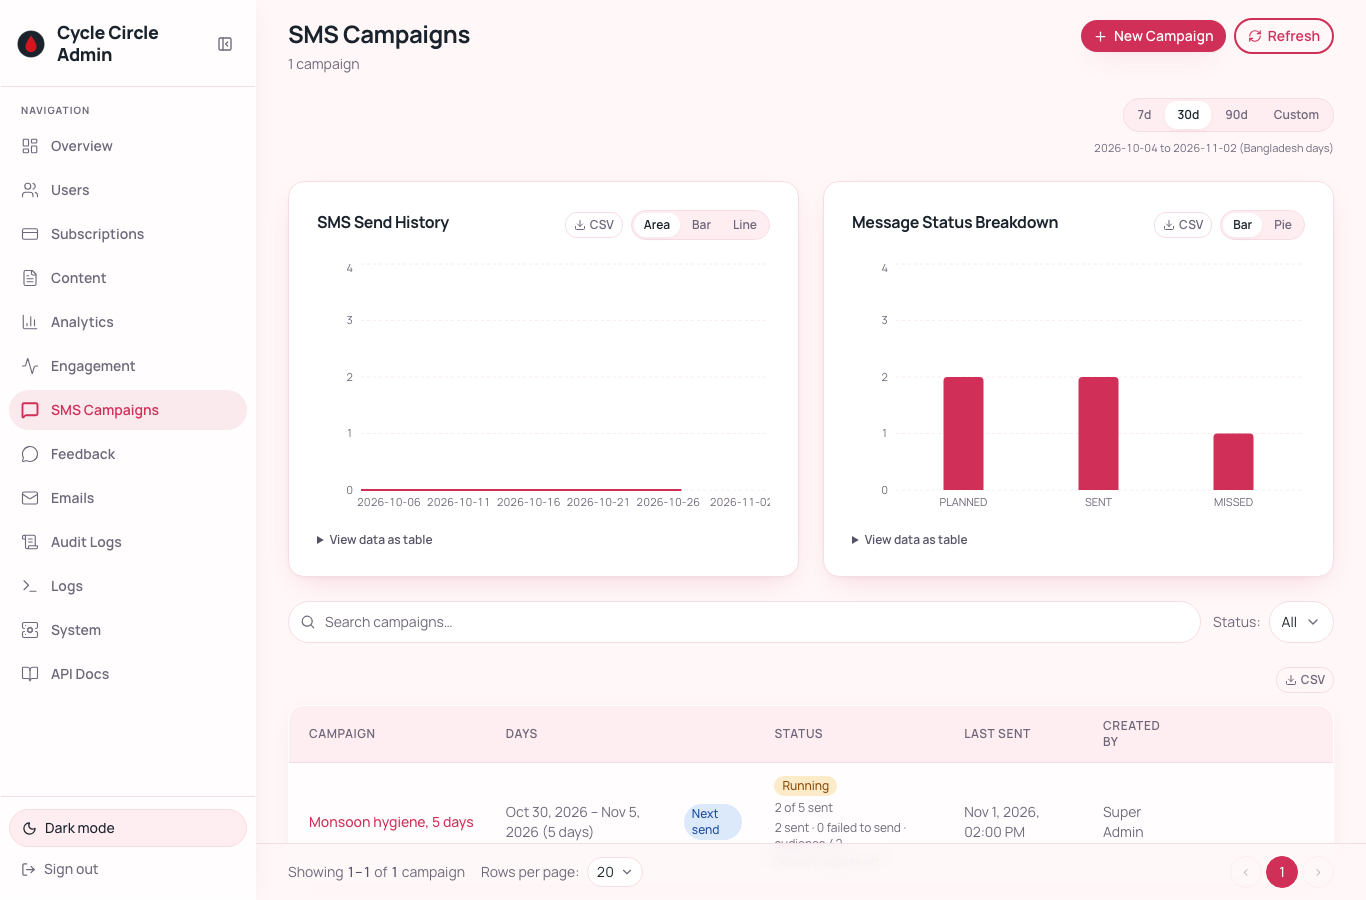 Cycle Circle
Admin
NAVIGATION
Overview
Users
Subscriptions
Content
Analytics
Engagement
SMS Campaigns
Feedback
Emails
Audit Logs
Logs
System
API Docs
Dark mode
Sign out
SMS Campaigns
1 campaign
New Campaign
Refresh
7d 30d 90d Custom
2026-10-04 to 2026-11-02 (Bangladesh days)
SMS Send History
CSV
Area Bar Line
4
3
2
1
0
2026-10-06 2026-10-11 2026-10-16 2026-10-21 2026-10-26 2026-11-02
View data as table
Message Status Breakdown
CSV
Bar Pie
4
3
2
1
0
PLANNED SENT MISSED
View data as table
Search campaigns...
Status: All
CSV
CAMPAIGN DAYS STATUS LAST SENT CREATED
BY
Monsoon hygiene, 5 days
Oct 30, 2026 – Nov 5,
2026 (5 days)
Next
send
Running
2 of 5 sent
2 sent · 0 failed to send ·
audience 42
Nov 1, 2026,
02:00 PM
Super
Admin
Showing 1–1 of 1 campaign Rows per page: 20
1